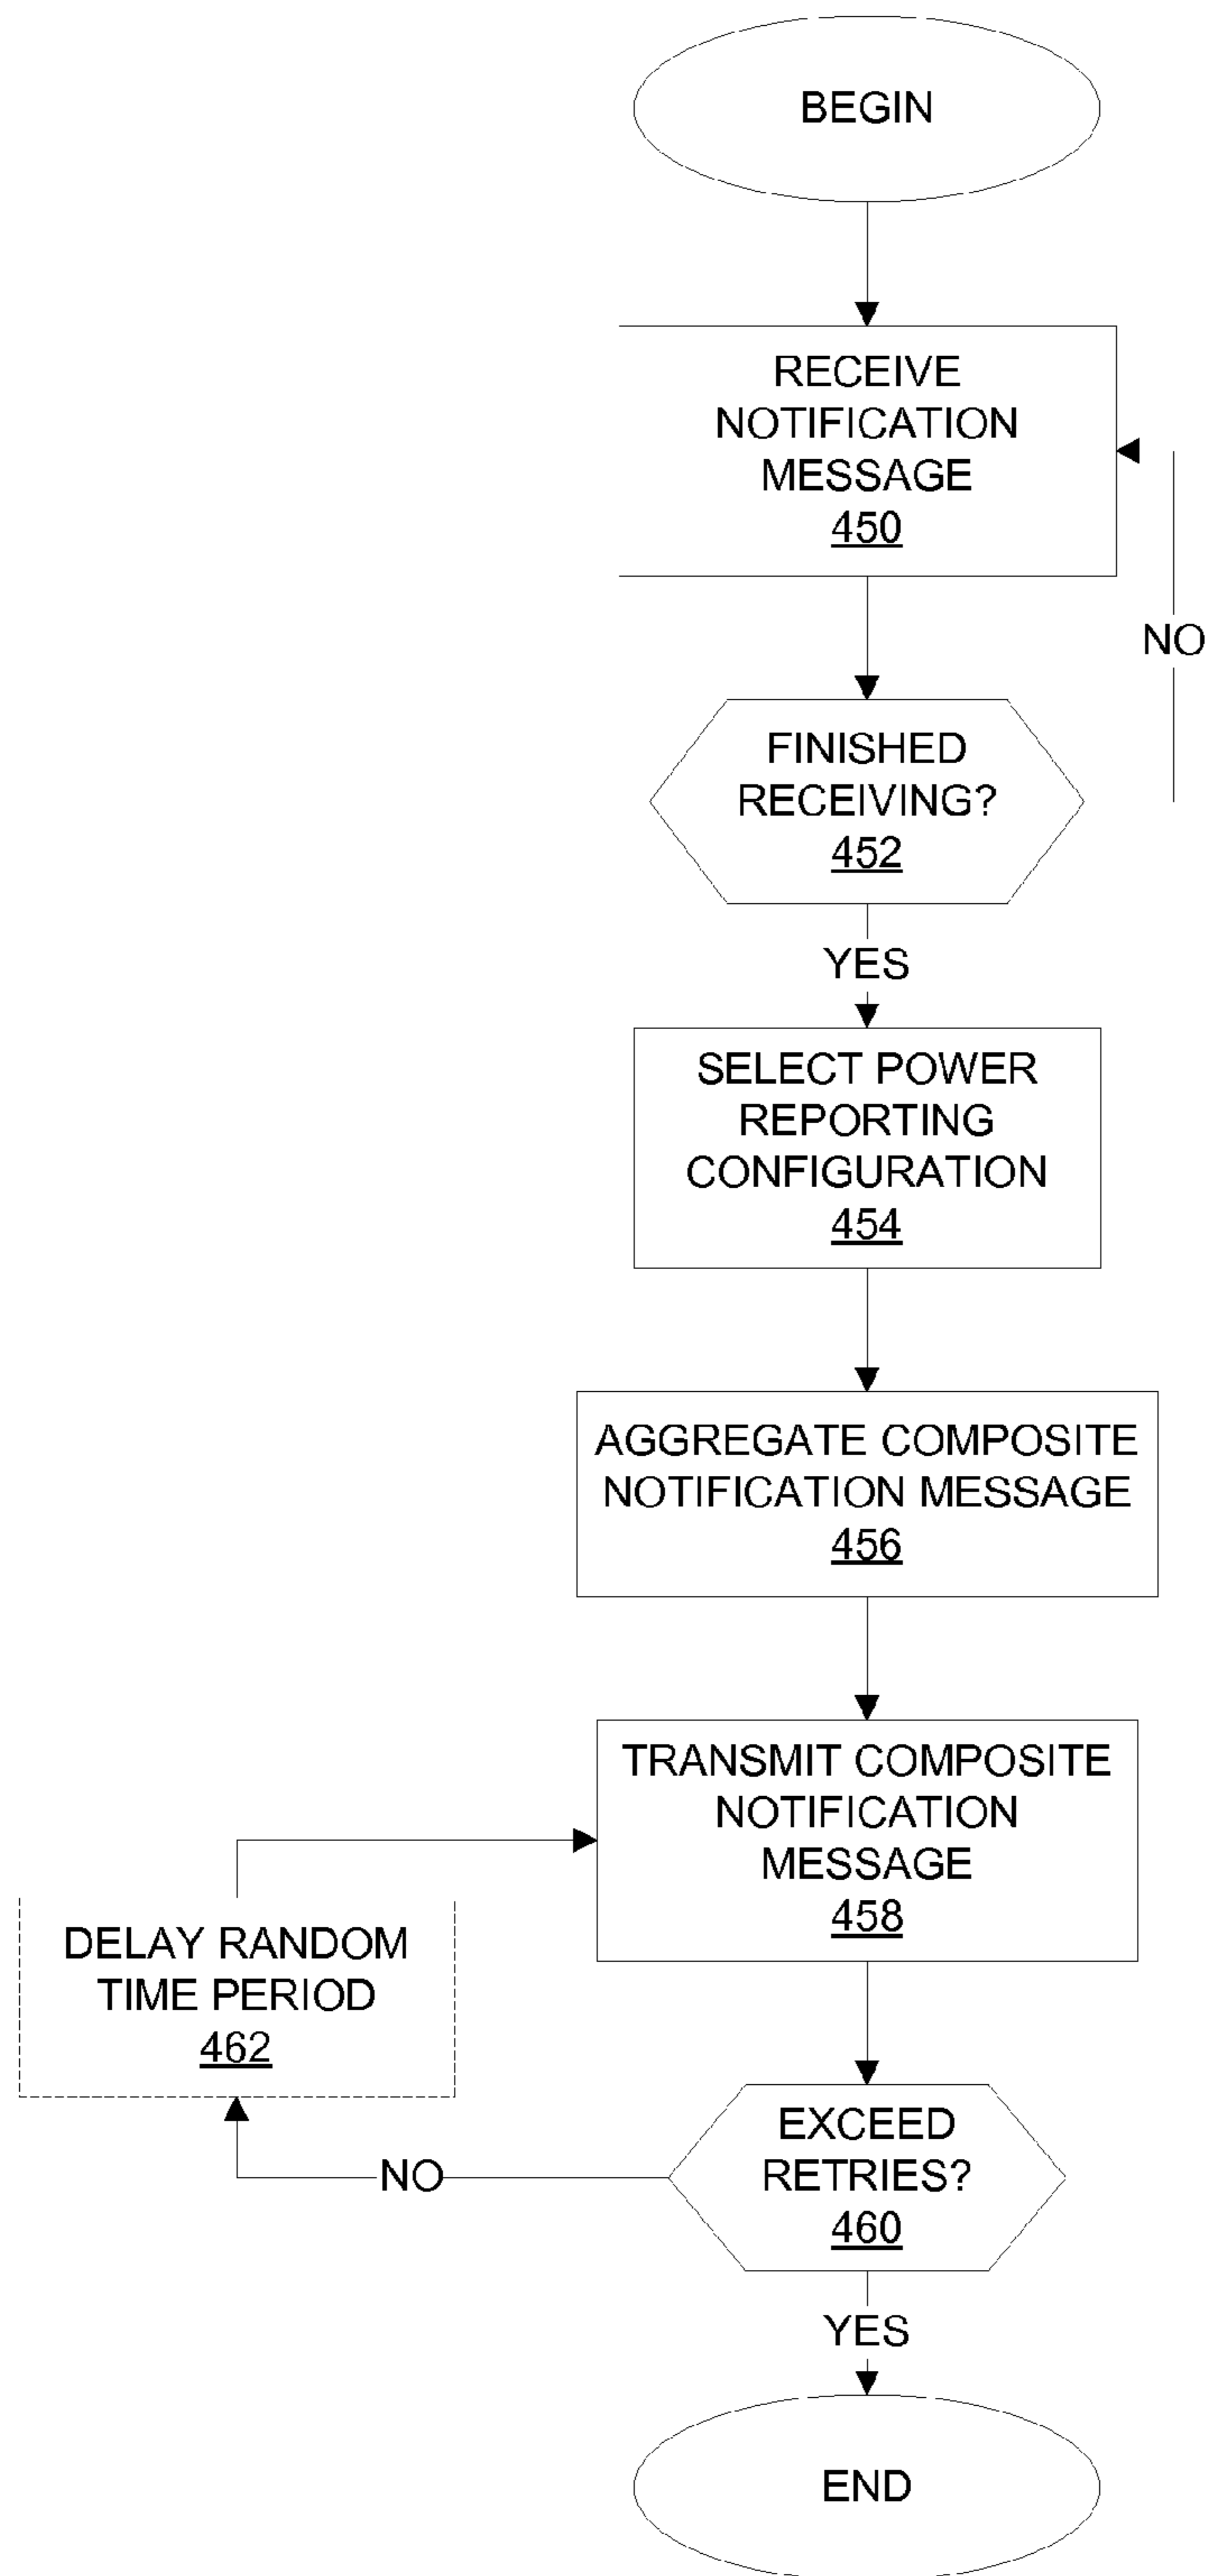 BEGIN
RECEIVE
NOTIFICATION
MESSAGE
450
NO
FINISHED
RECEIVING?
452
YES
SELECT POWER
REPORTING
CONFIGURATION
454
AGGREGATE COMPOSITE
NOTIFICATION MESSAGE
456
TRANSMIT COMPOSITE
NOTIFICATION
MESSAGE
458
DELAY RANDOM
TIME PERIOD
462
EXCEED
RETRIES?
460
NO
YES
END